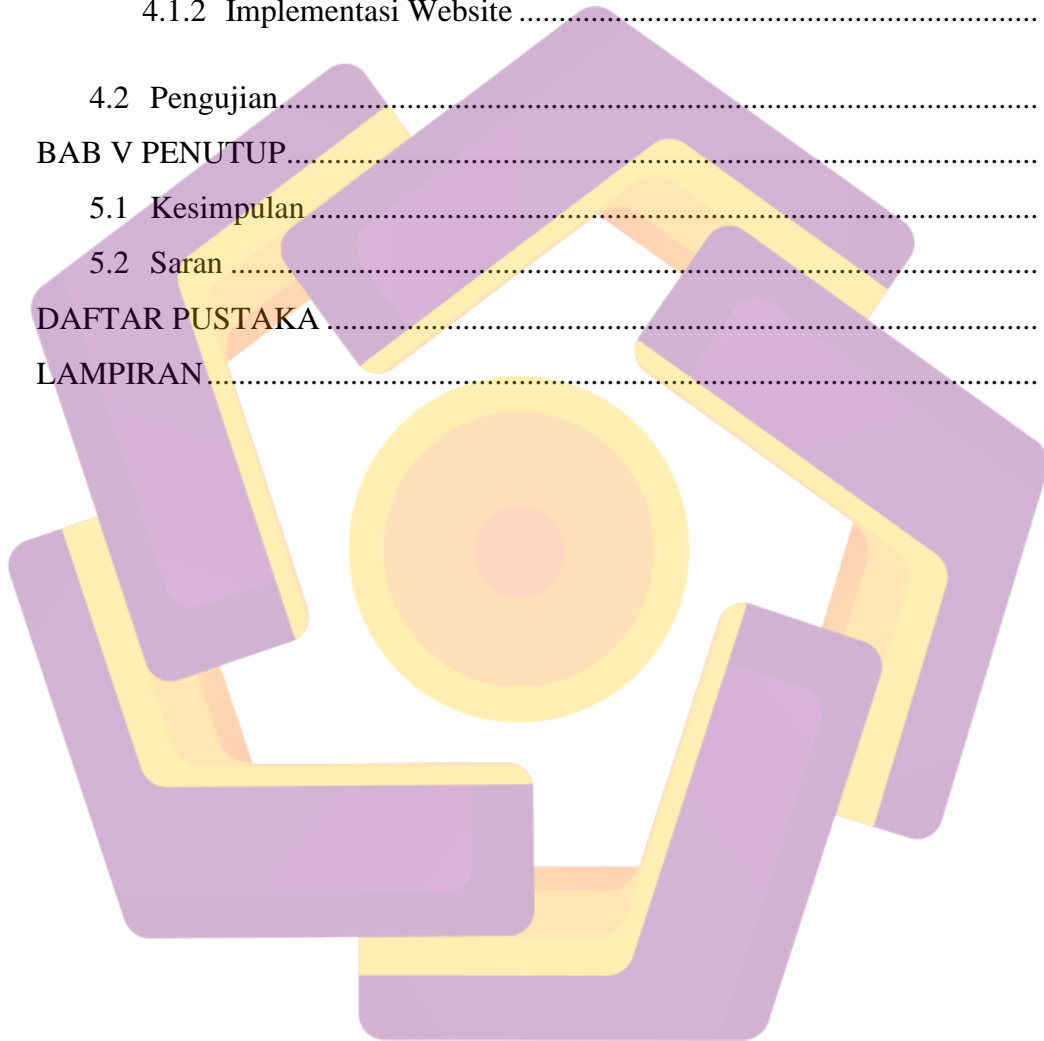 4.1.2 Implementasi Website ..........................................................................
4.2 Pengujian..........................................................................................................
BAB V PENUTUP..........................................................................................................
5.1 Kesimpulan..........................................................................................................
5.2 Saran ..........................................................................................................
DAFTAR PUSTAKA ..........................................................................................................
LAMPIRAN..........................................................................................................